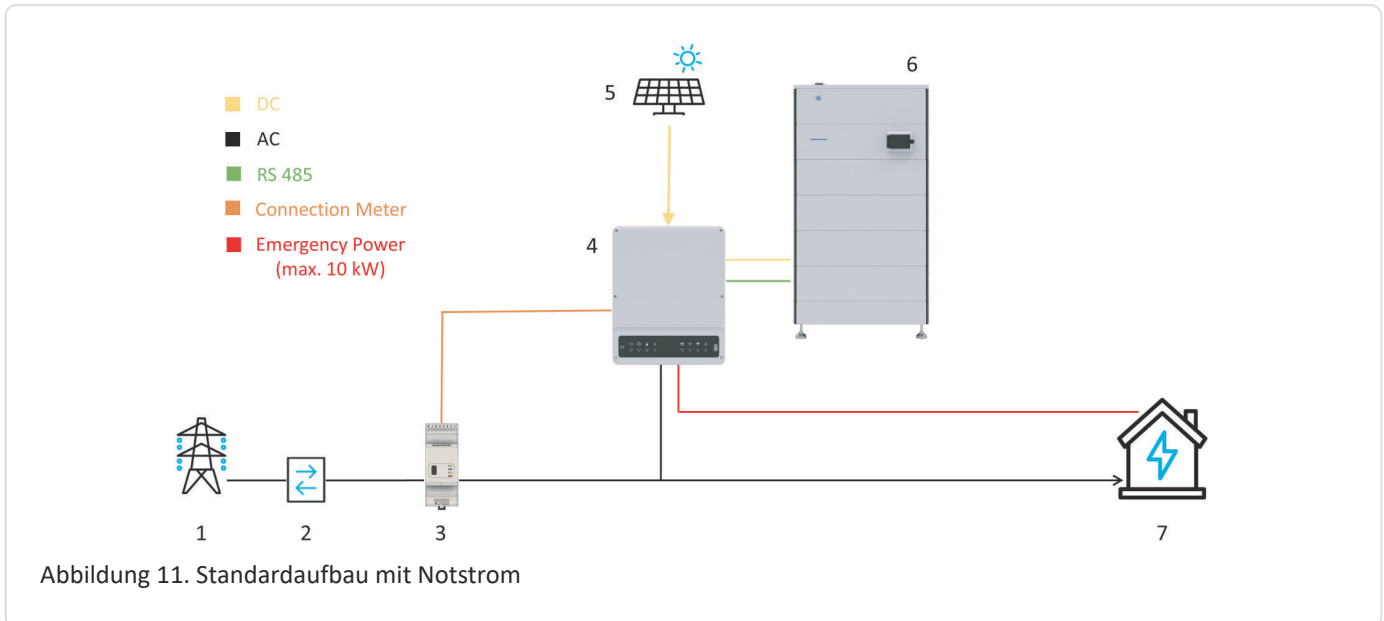 DC
AC
RS 485
Connection Meter
Emergency Power
(max. 10 kW)
5
6
4
1
2
3
7
Abbildung 11. Standardaufbau mit Notstrom